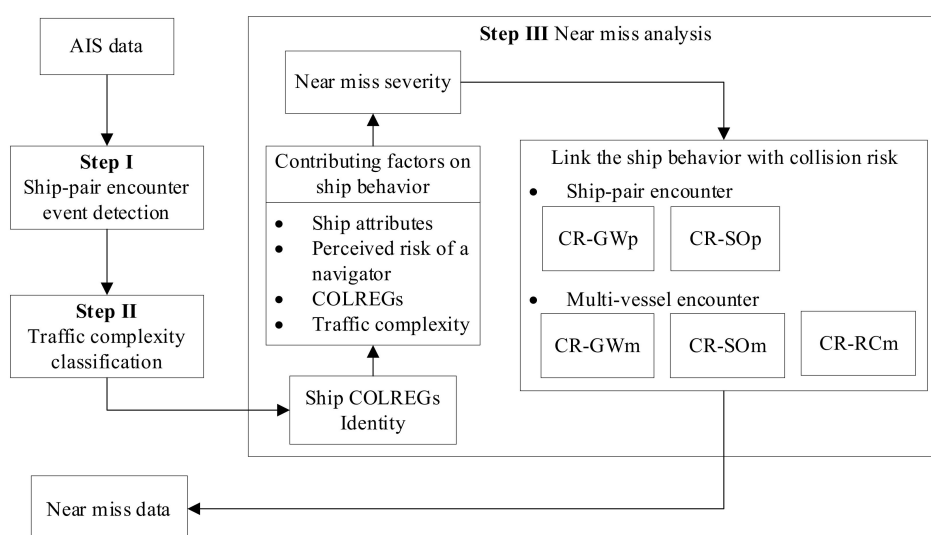 AIS data
Step I
Ship-pair encounter
event detection
Step II
Traffic complexity
classification
Step III Near miss analysis
Near miss severity
Contributing factors on
ship behavior
• Ship attributes
• Perceived risk of a
navigator
• COLREGs
• Traffic complexity
Ship COLREGs
Identity
Link the ship behavior with collision risk
• Ship-pair encounter
CR-GWp
CR-SOp
• Multi-vessel encounter
CR-GWm
CR-SOm
CR-RCm
Near miss data